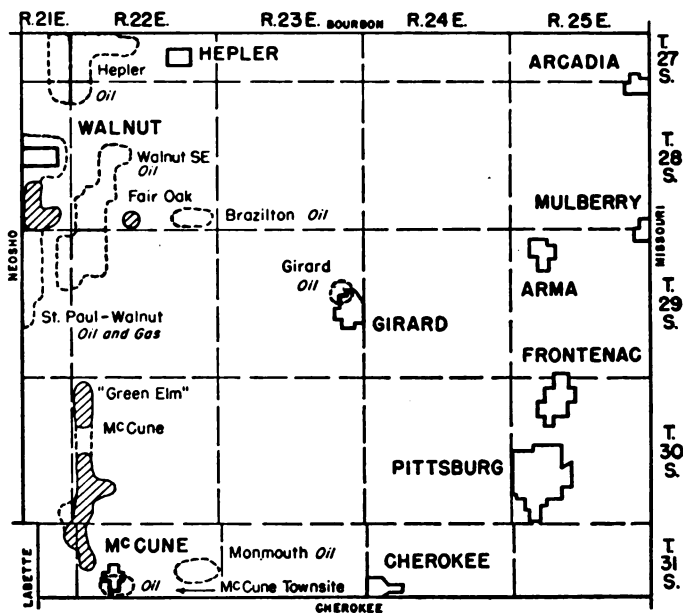 R.21E. R.22E. R.23E. BOURBON R.24E. R.25E.
T.
27
S.
HEPLER
Hepler
Oil
ARCADIA
WALNUT
T.
28
S.
Walnut SE
Oil
Fair Oak
Brazilton Oil
MULBERRY
NEOSHO
MISSOURI
Girard
Oil
ARMA
T.
29
S.
St. Paul-Walnut
Oil and Gas
GIRARD
FRONTENAC
"Green Elm"
McCune
T.
30
S.
PITTSBURG
McCUNE
Monmouth Oil
CHEROKEE
T.
31
S.
LABETTE
Oil
McCune Townsite
CHEROKEE